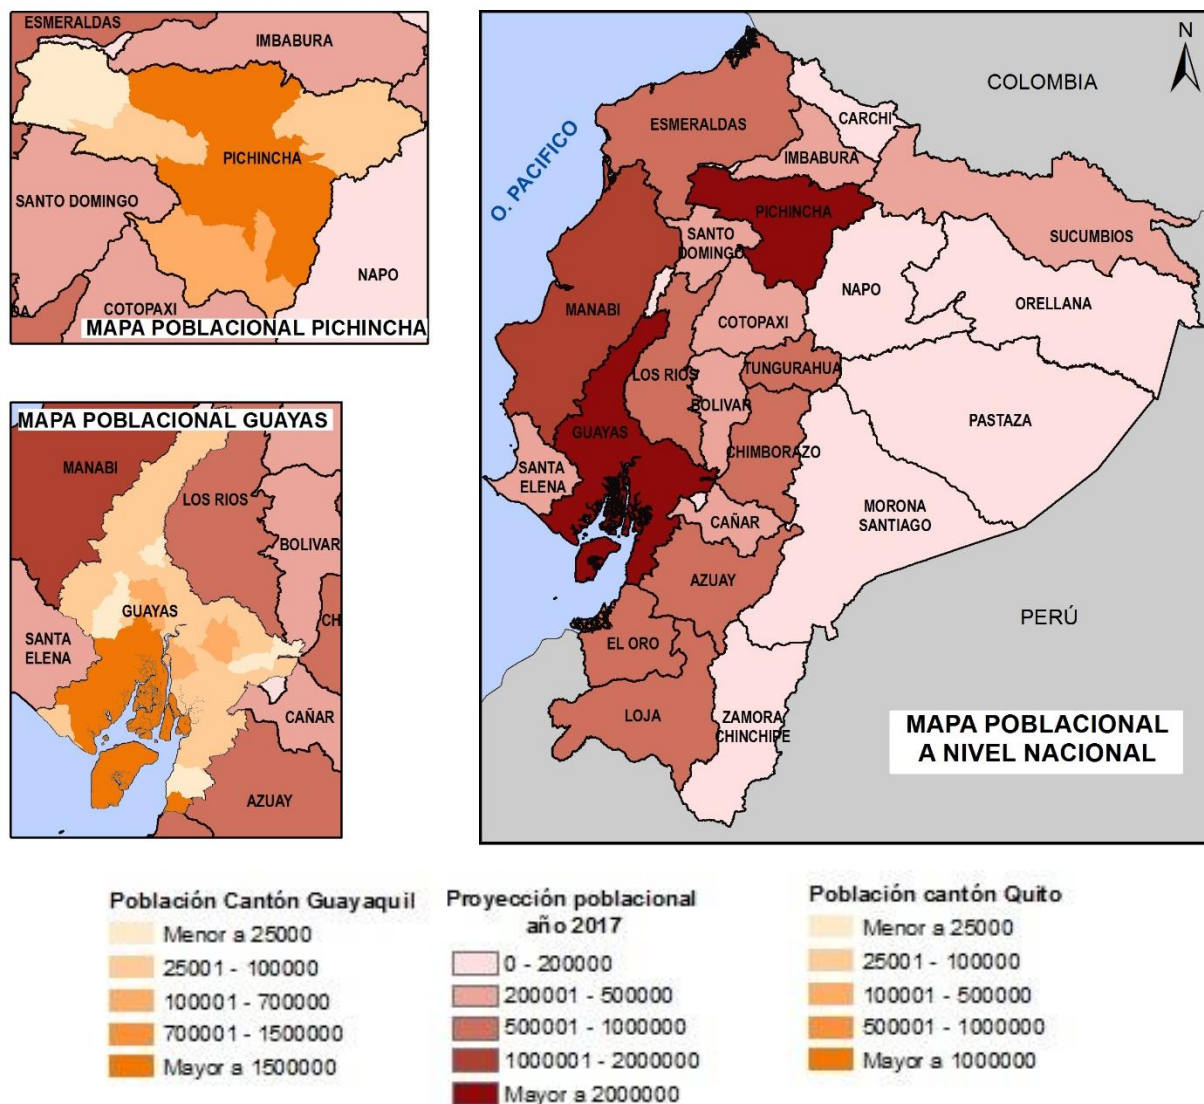 ESMERALDAS
IMBABURA
PICHINCHA
SANTO DOMINGO
NAPO
DA
COTOPAXI
MAPA POBLACIONAL PICHINCHA
MAPA POBLACIONAL GUAYAS
MANABI
LOS RIOS
BOLIVAR
GUAYAS
CH
SANTA
ELENA
CAÑAR
AZUAY
N
COLOMBIA
CARCHI
ESMERALDAS
IMBABURA
O. PACIFICO
PICHINCHA
SANTO
DOMINGO
SUCUMBIOS
NAPO
ORELLANA
MANABI
COTOPAXI
LOS RIOS
TUNGURAHUA
BOLIVAR
PASTAZA
GUAYAS
CHIMBORAZO
SANTA
ELENA
MORONA
SANTIAGO
CAÑAR
AZUAY
PERÚ
EL ORO
LOJA
ZAMORA
CHINCHIPE
MAPA POBLACIONAL
A NIVEL NACIONAL
Población Cantón Guayaquil
Menor a 25000
25001 - 100000
100001 - 700000
700001 - 1500000
Mayor a 1500000
Proyección poblacional
año 2017
0 - 200000
200001 - 500000
500001 - 1000000
1000001 - 2000000
Mayor a 2000000
Población cantón Quito
Menor a 25000
25001 - 100000
100001 - 500000
500001 - 1000000
Mayor a 1000000